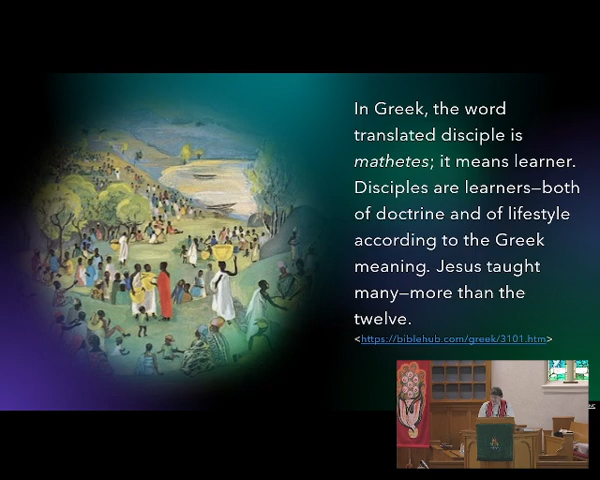 In Greek, the word
translated disciple is
mathetes; it means learner.
Disciples are learners—both
of doctrine and of lifestyle
according to the Greek
meaning. Jesus taught
many—more than the
twelve.
<https://biblehub.com/greek/3101.htm>